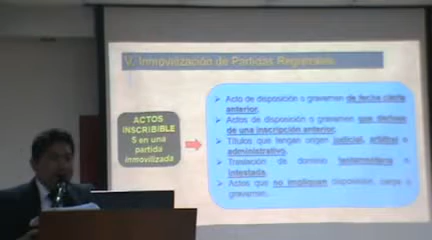 V. Inmovilización de Partidas Registrales.
ACTOS
INSCRIBIBLE
S en una
partida
inmovilizada
Acto de disposición o gravamen de fecha cierta
anterior.
Actos de disposición o gravamen que derivan
de una inscripción anterior.
Títulos que tengan origen judicial, arbitral o
administrativo.
Traslación de dominio testamentaria o
intestada.
Actos que no impliquen disposición, carga o
gravamen.